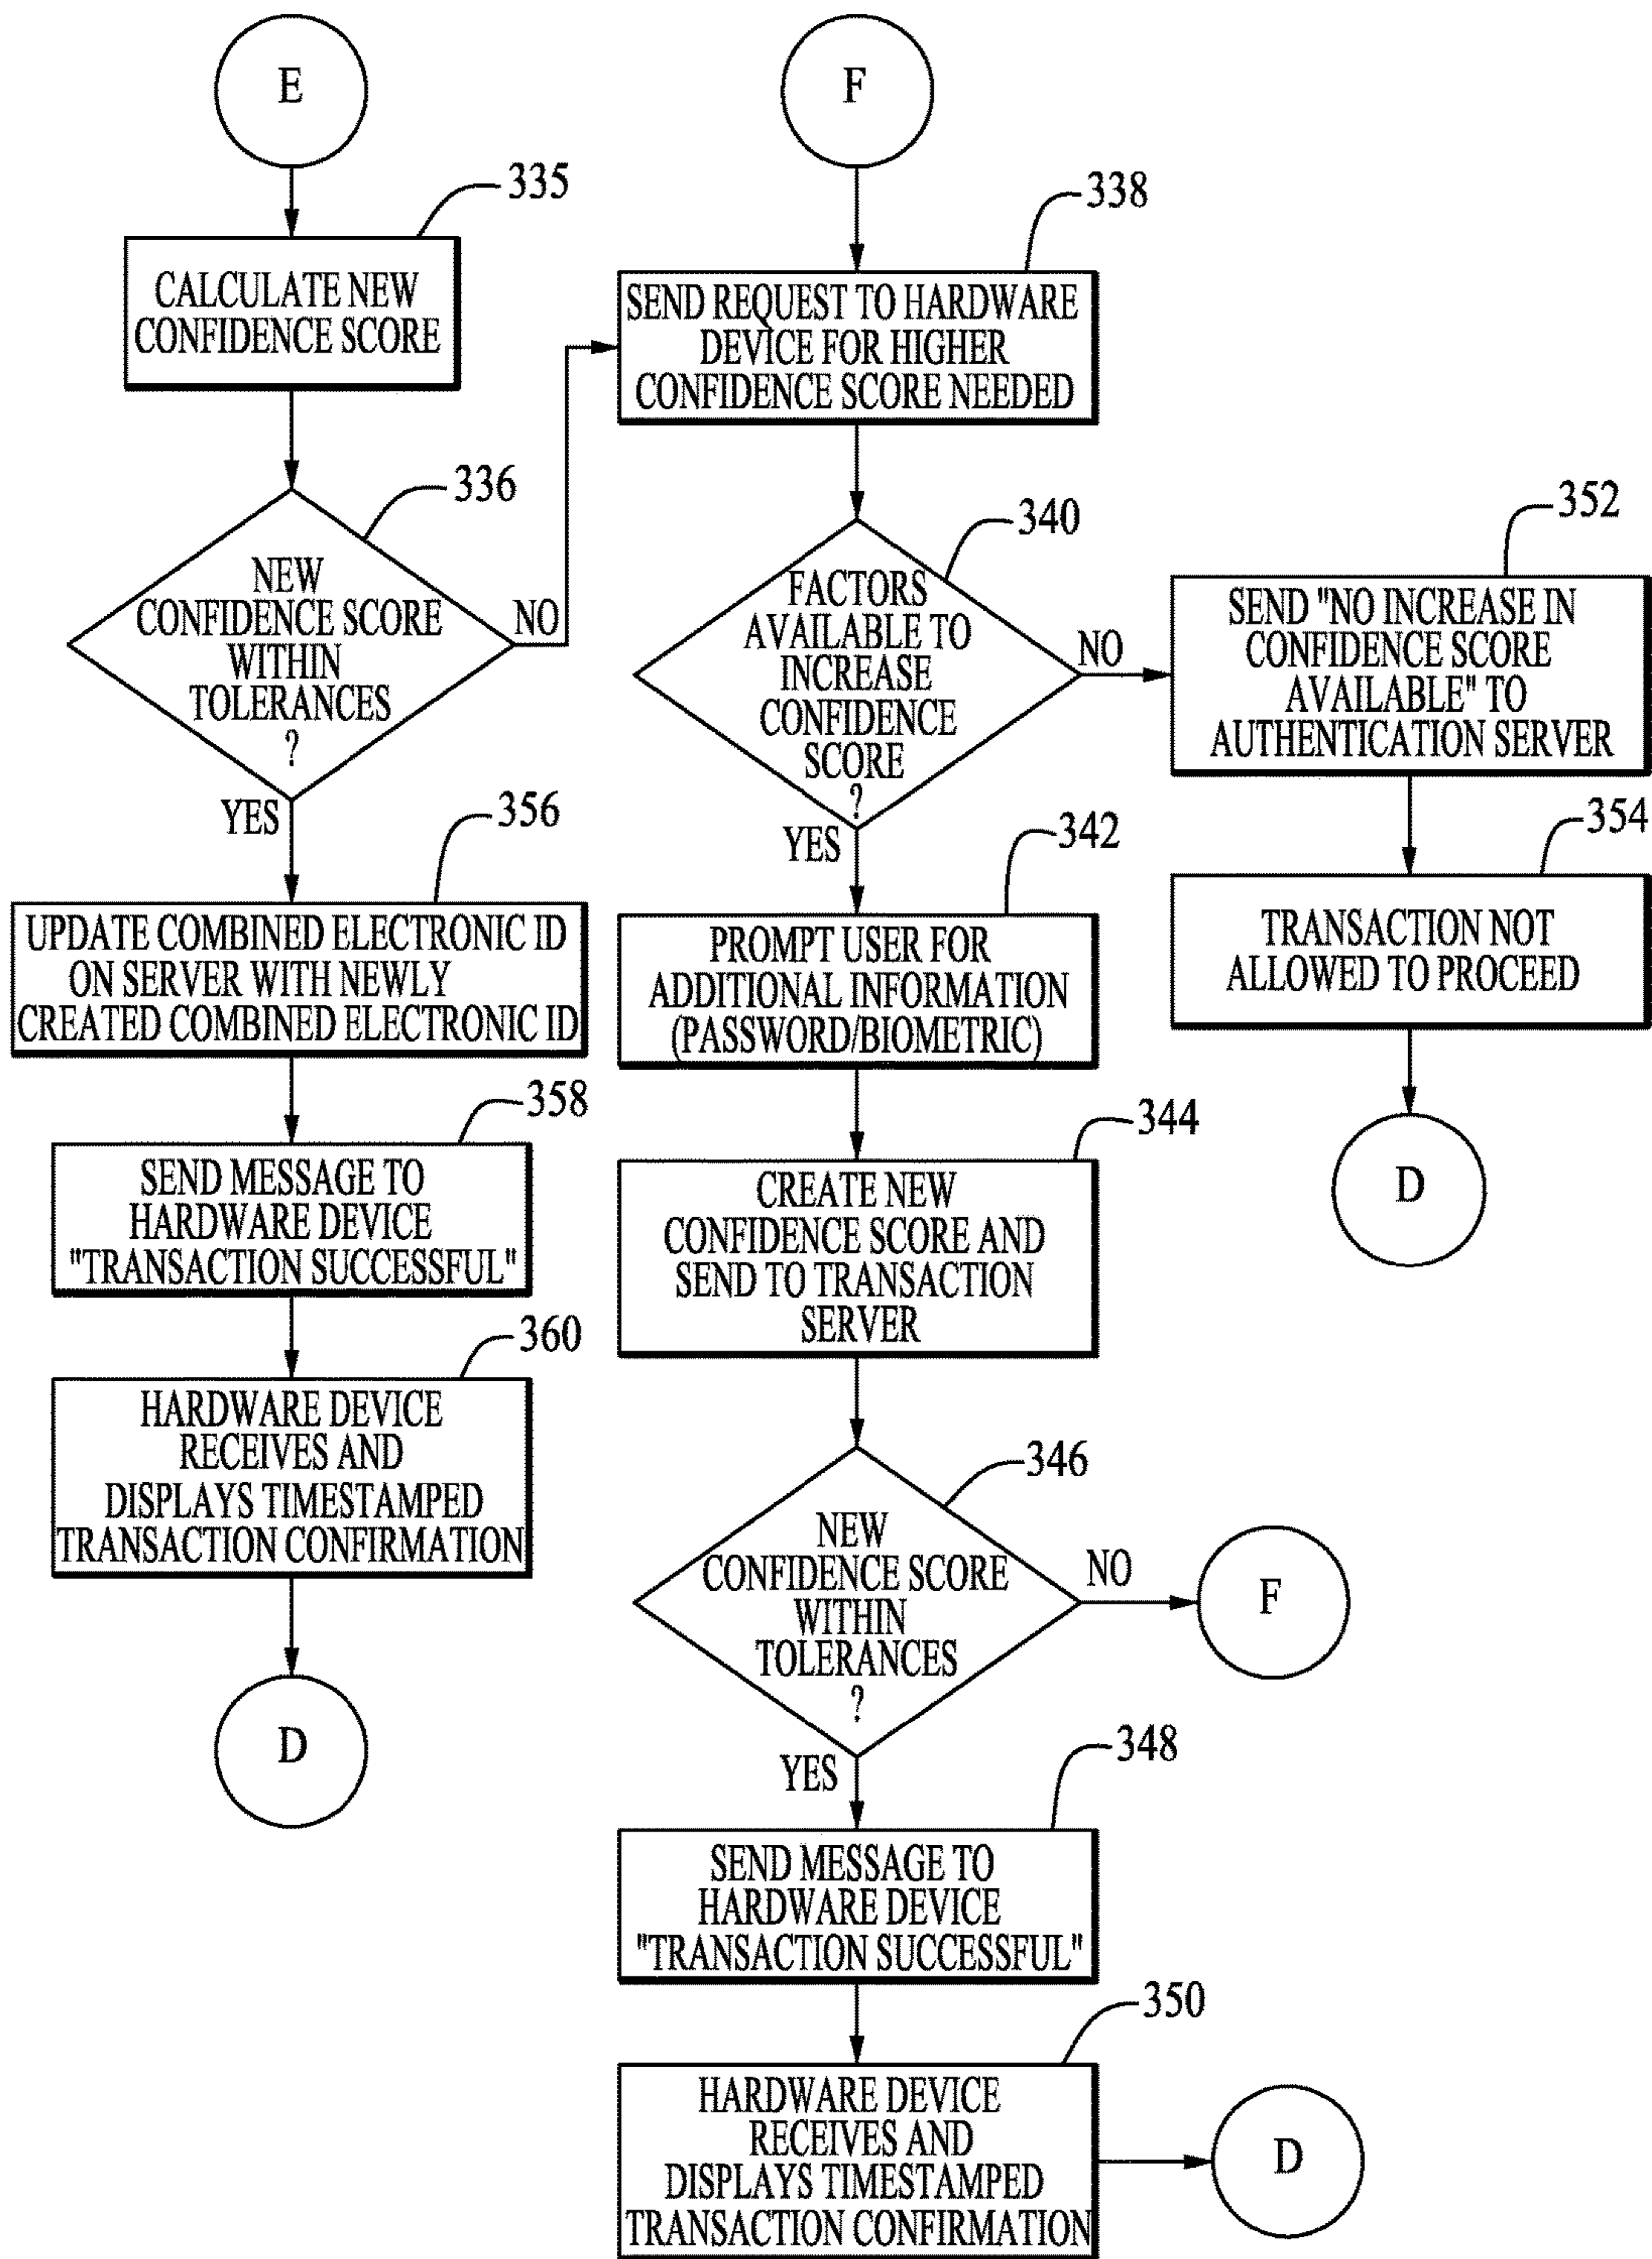 E
335
CALCULATE NEW
CONFIDENCE SCORE
336
NEW
CONFIDENCE SCORE
WITHIN
TOLERANCES
?
NO
YES
356
UPDATE COMBINED ELECTRONIC ID
ON SERVER WITH NEWLY
CREATED COMBINED ELECTRONIC ID
358
SEND MESSAGE TO
HARDWARE DEVICE
"TRANSACTION SUCCESSFUL"
360
HARDWARE DEVICE
RECEIVES AND
DISPLAYS TIMESTAMPED
TRANSACTION CONFIRMATION
D
F
338
SEND REQUEST TO HARDWARE
DEVICE FOR HIGHER
CONFIDENCE SCORE NEEDED
340
FACTORS
AVAILABLE TO
INCREASE
CONFIDENCE
SCORE
?
NO
YES
342
PROMPT USER FOR
ADDITIONAL INFORMATION
(PASSWORD/BIOMETRIC)
344
CREATE NEW
CONFIDENCE SCORE AND
SEND TO TRANSACTION
SERVER
346
NEW
CONFIDENCE SCORE
WITHIN
TOLERANCES
?
NO
F
YES
348
SEND MESSAGE TO
HARDWARE DEVICE
"TRANSACTION SUCCESSFUL"
350
HARDWARE DEVICE
RECEIVES AND
DISPLAYS TIMESTAMPED
TRANSACTION CONFIRMATION
D
352
SEND "NO INCREASE IN
CONFIDENCE SCORE
AVAILABLE" TO
AUTHENTICATION SERVER
354
TRANSACTION NOT
ALLOWED TO PROCEED
D